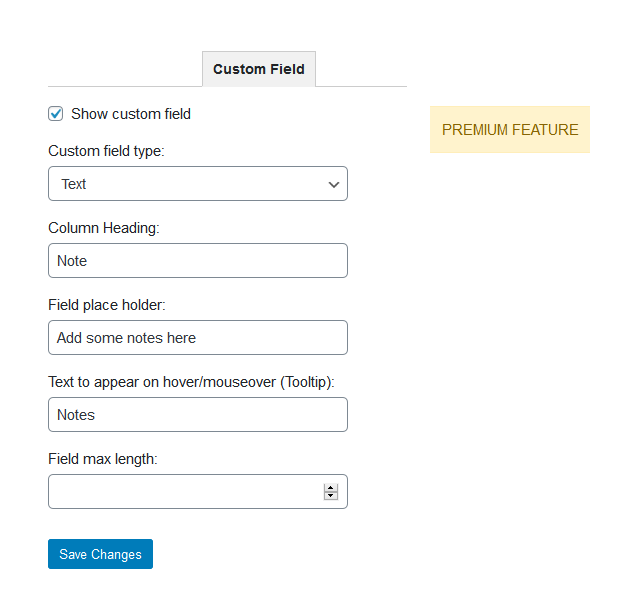 Custom Field
Show custom field
PREMIUM FEATURE
Custom field type:
Text
Column Heading:
Note
Field place holder:
Add some notes here
Text to appear on hover/mouseover (Tooltip):
Notes
Field max length:
Save Changes